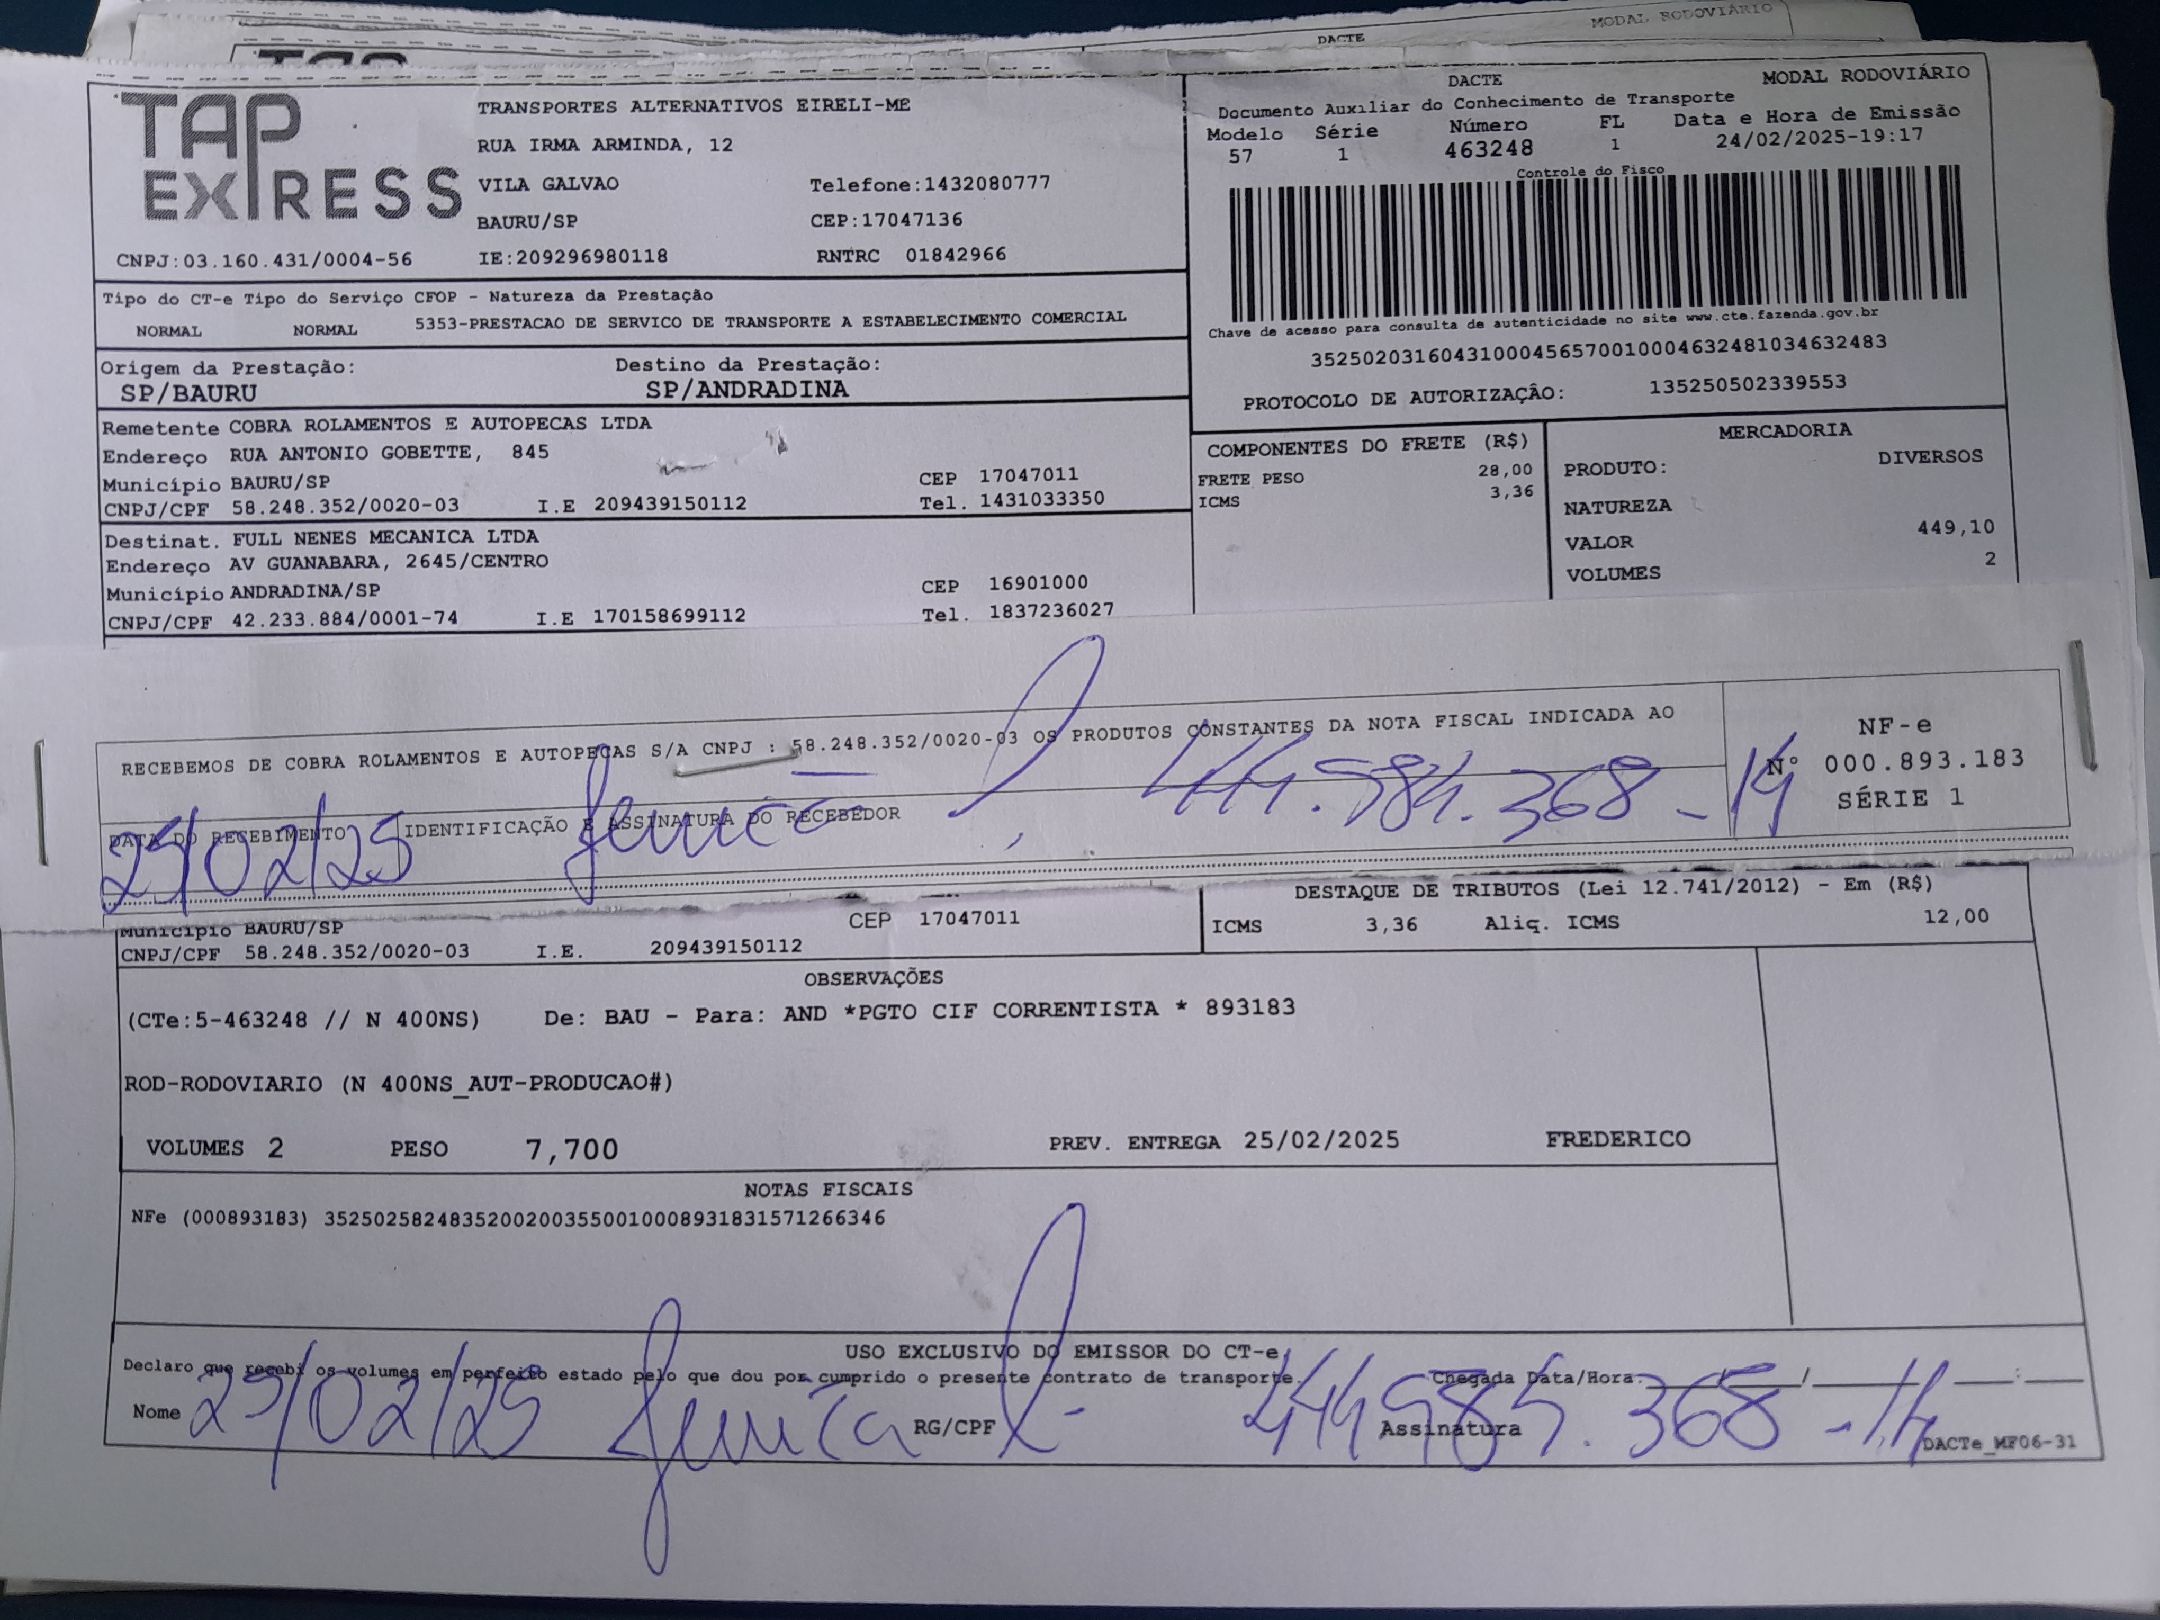 DACTE
MODAL RODOVIÁRIO
TAP EXPRESS
TRANSPORTES ALTERNATIVOS EIRELI-ME
RUA IRMA ARMINDA, 12
VILA GALVAO Telefone:1432080777
BAURU/SP CEP:17047136
CNPJ:03.160.431/0004-56 IE:209296980118 RNTRC 01842966
DACTE MODAL RODOVIÁRIO
Documento Auxiliar do Conhecimento de Transporte
Modelo Série Número FL Data e Hora de Emissão
57 1 463248 1 24/02/2025-19:17
Controle do Fisco
Chave de acesso para consulta de autenticidade no site www.cte.fazenda.gov.br
35250203160431000456570010004632481034632483
PROTOCOLO DE AUTORIZAÇÃO: 135250502339553
Tipo do CT-e Tipo do Serviço CFOP - Natureza da Prestação
NORMAL NORMAL 5353-PRESTACAO DE SERVICO DE TRANSPORTE A ESTABELECIMENTO COMERCIAL
Origem da Prestação: Destino da Prestação:
SP/BAURU SP/ANDRADINA
Remetente COBRA ROLAMENTOS E AUTOPECAS LTDA
Endereço RUA ANTONIO GOBETTE, 845
Município BAURU/SP CEP 17047011
CNPJ/CPF 58.248.352/0020-03 I.E 209439150112 Tel. 1431033350
Destinat. FULL NENES MECANICA LTDA
Endereço AV GUANABARA, 2645/CENTRO
Município ANDRADINA/SP CEP 16901000
CNPJ/CPF 42.233.884/0001-74 I.E 170158699112 Tel. 1837236027
COMPONENTES DO FRETE (R$)
FRETE PESO 28,00
ICMS 3,36
MERCADORIA
PRODUTO: DIVERSOS
NATUREZA
VALOR 449,10
VOLUMES 2
RECEBEMOS DE COBRA ROLAMENTOS E AUTOPECAS S/A CNPJ : 58.248.352/0020-03 OS PRODUTOS CONSTANTES DA NOTA FISCAL INDICADA AO
NF-e
N° 000.893.183
SÉRIE 1
DATA DO RECEBIMENTO IDENTIFICAÇÃO E ASSINATURA DO RECEBEDOR
25/02/25
Município BAURU/SP CEP 17047011
CNPJ/CPF 58.248.352/0020-03 I.E. 209439150112
DESTAQUE DE TRIBUTOS (Lei 12.741/2012) - Em (R$)
ICMS 3,36 Aliq. ICMS 12,00
OBSERVAÇÕES
(CTe:5-463248 // N 400NS) De: BAU - Para: AND *PGTO CIF CORRENTISTA * 893183
ROD-RODOVIARIO (N 400NS_AUT-PRODUCAO#)
VOLUMES 2 PESO 7,700 PREV. ENTREGA 25/02/2025 FREDERICO
NOTAS FISCAIS
NFe (000893183) 35250258248352002003550010008931831571266346
USO EXCLUSIVO DO EMISSOR DO CT-e
Declaro que recebi os volumes em perfeito estado pelo que dou por cumprido o presente contrato de transporte. Chegada Data/Hora: / :
Nome 25/02/25 RG/CPF Assinatura
DACTe_MF06-31